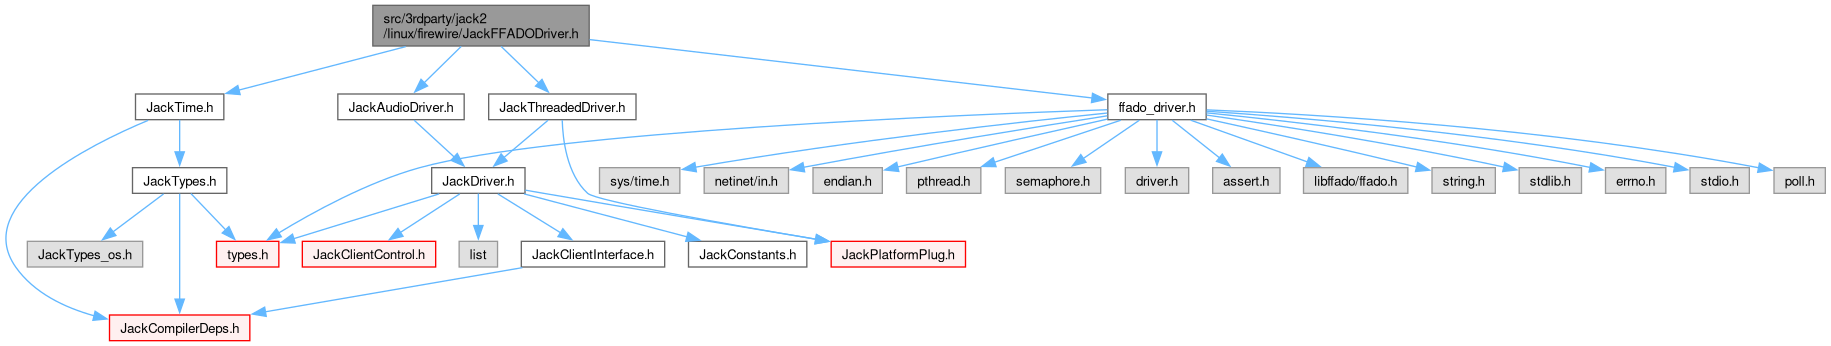 src/3rdparty/jack2
/linux/firewire/JackFFADODriver.h
JackTime.h
JackAudioDriver.h
JackThreadedDriver.h
ffado_driver.h
JackTypes.h
JackDriver.h
sys/time.h
netinet/in.h
endian.h
pthread.h
semaphore.h
driver.h
assert.h
libffado/ffado.h
string.h
stdlib.h
errno.h
stdio.h
poll.h
JackTypes_os.h
types.h
JackClientControl.h
list
JackClientInterface.h
JackConstants.h
JackPlatformPlug.h
JackCompilerDeps.h